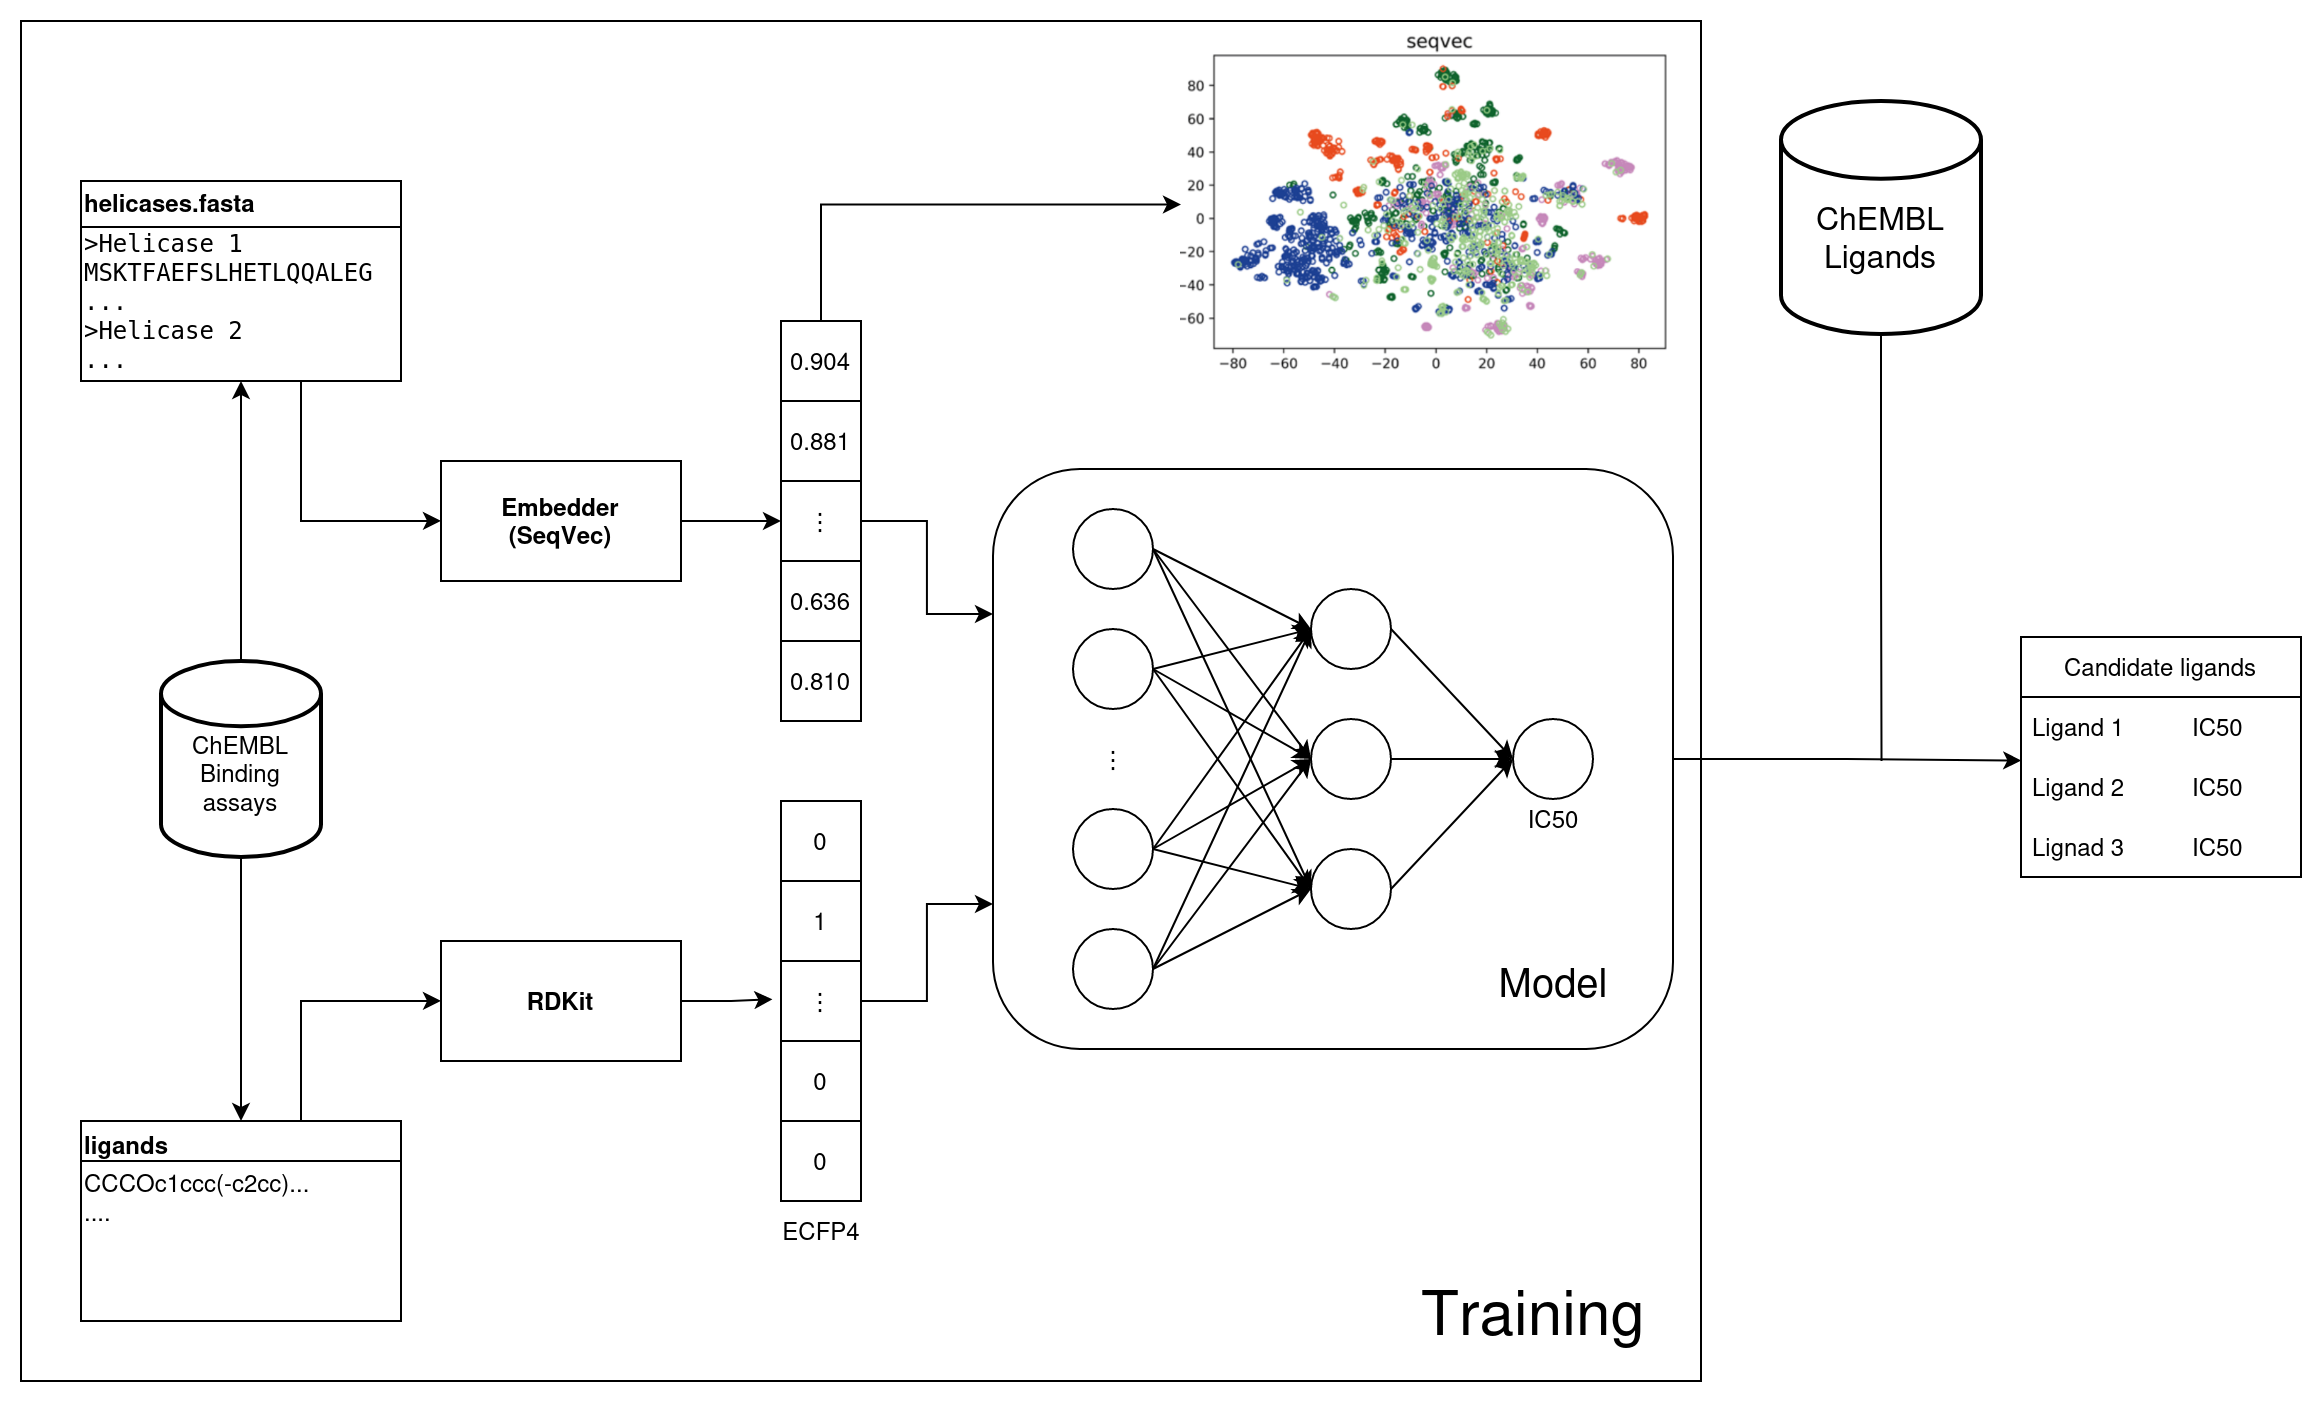 seqvec
80
60
40
20
0
−20
−40
−60
−80
−60
−40
−20
0
20
40
60
80
helicases.fasta
>Helicase 1
MSKTFAEFSLHETLQQALEG
...
>Helicase 2
...
Embedder
(SeqVec)
0.904
0.881
⋮
0.636
0.810
ChEMBL
Binding
assays
ligands
CCCOc1ccc(-c2cc)...
....
RDKit
0
1
⋮
0
0
ECFP4
⋮
IC50
Model
Training
ChEMBL
Ligands
Candidate ligands
Ligand 1 IC50
Ligand 2 IC50
Lignad 3 IC50